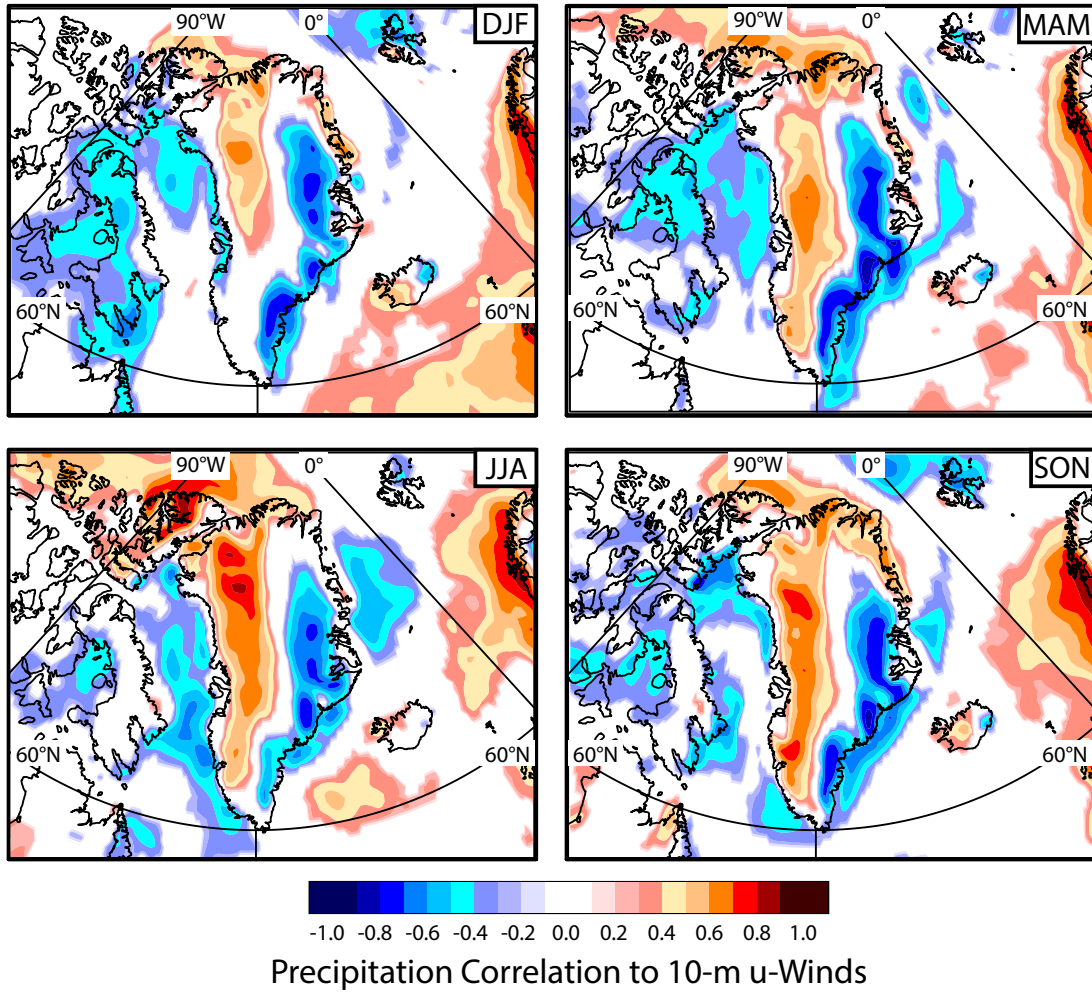 90°W 0° DJF
60°N 60°N
90°W 0° MAM
60°N 60°N
90°W 0° JJA
60°N 60°N
90°W 0° SON
60°N 60°N
-1.0 -0.8 -0.6 -0.4 -0.2 0.0 0.2 0.4 0.6 0.8 1.0
Precipitation Correlation to 10-m u-Winds